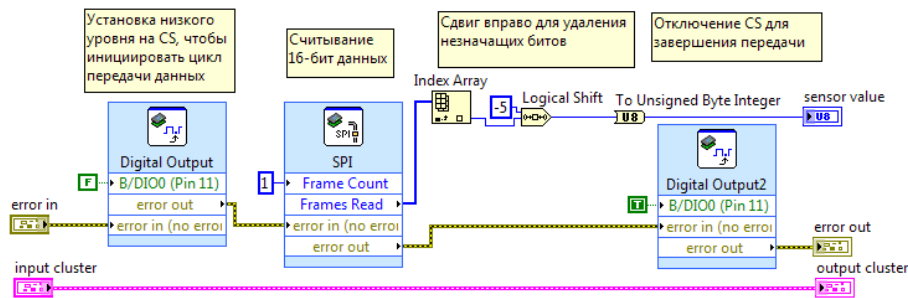 Установка низкого
уровня на CS, чтобы
инициировать цикл
передачи данных
Считывание
16-бит данных
Сдвиг вправо для удаления
незначащих битов
Отключение CS для
завершения передачи
Index Array
-5
Logical Shift
To Unsigned Byte Integer
U8
sensor value
U8
Digital Output
F
B/DIO0 (Pin 11)
error out
error in (no erroı
SPI
SPI
1
Frame Count
Frames Read
error in (no erroı
error out
Digital Output2
T
B/DIO0 (Pin 11)
error in (no erroı
error out
error in
error out
input cluster
output cluster